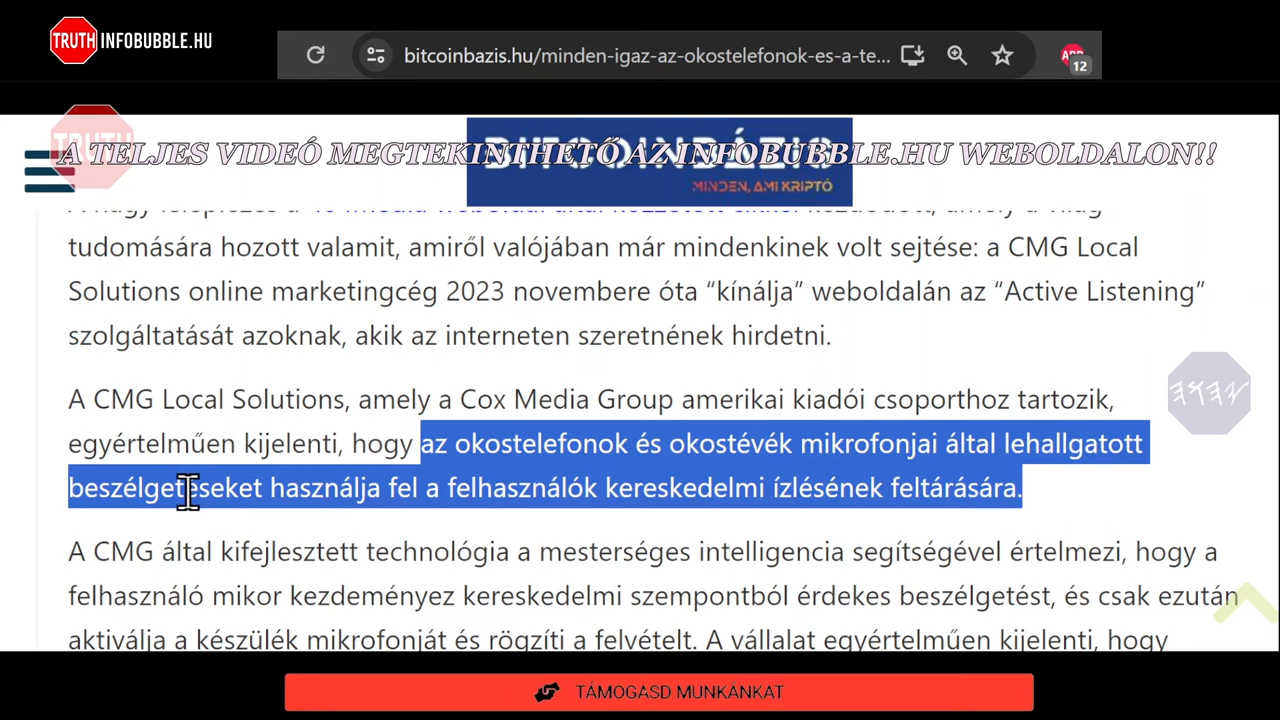 TRUTH INFOBUBBLE.HU
bitcoinbazis.hu/minden-igaz-az-okostelefonok-es-a-te...
12
TRUTH
A TELJES VIDEÓ MEGTEKINTHETŐ AZ INFOBUBBLE.HU WEBOLDALON!!
BITCOINBÁZIS
MINDEN, AMI KRIPTÓ
tudomására hozott valamit, amiről valójában már mindenkinek volt sejtése: a CMG Local
Solutions online marketingcég 2023 novembere óta “kínálja” weboldalán az “Active Listening”
szolgáltatását azoknak, akik az interneten szeretnének hirdetni.
A CMG Local Solutions, amely a Cox Media Group amerikai kiadói csoporthoz tartozik,
egyértelműen kijelenti, hogy az okostelefonok és okostévék mikrofonjai által lehallgatott
beszélgetéseket használja fel a felhasználók kereskedelmi ízlésének feltárására.
A CMG által kifejlesztett technológia a mesterséges intelligencia segítségével értelmezi, hogy a
felhasználó mikor kezdeményez kereskedelmi szempontból érdekes beszélgetést, és csak ezután
aktiválja a készülék mikrofonját és rögzíti a felvételt. A vállalat egyértelműen kijelenti, hogy
TÁMOGASD MUNKÁNKAT